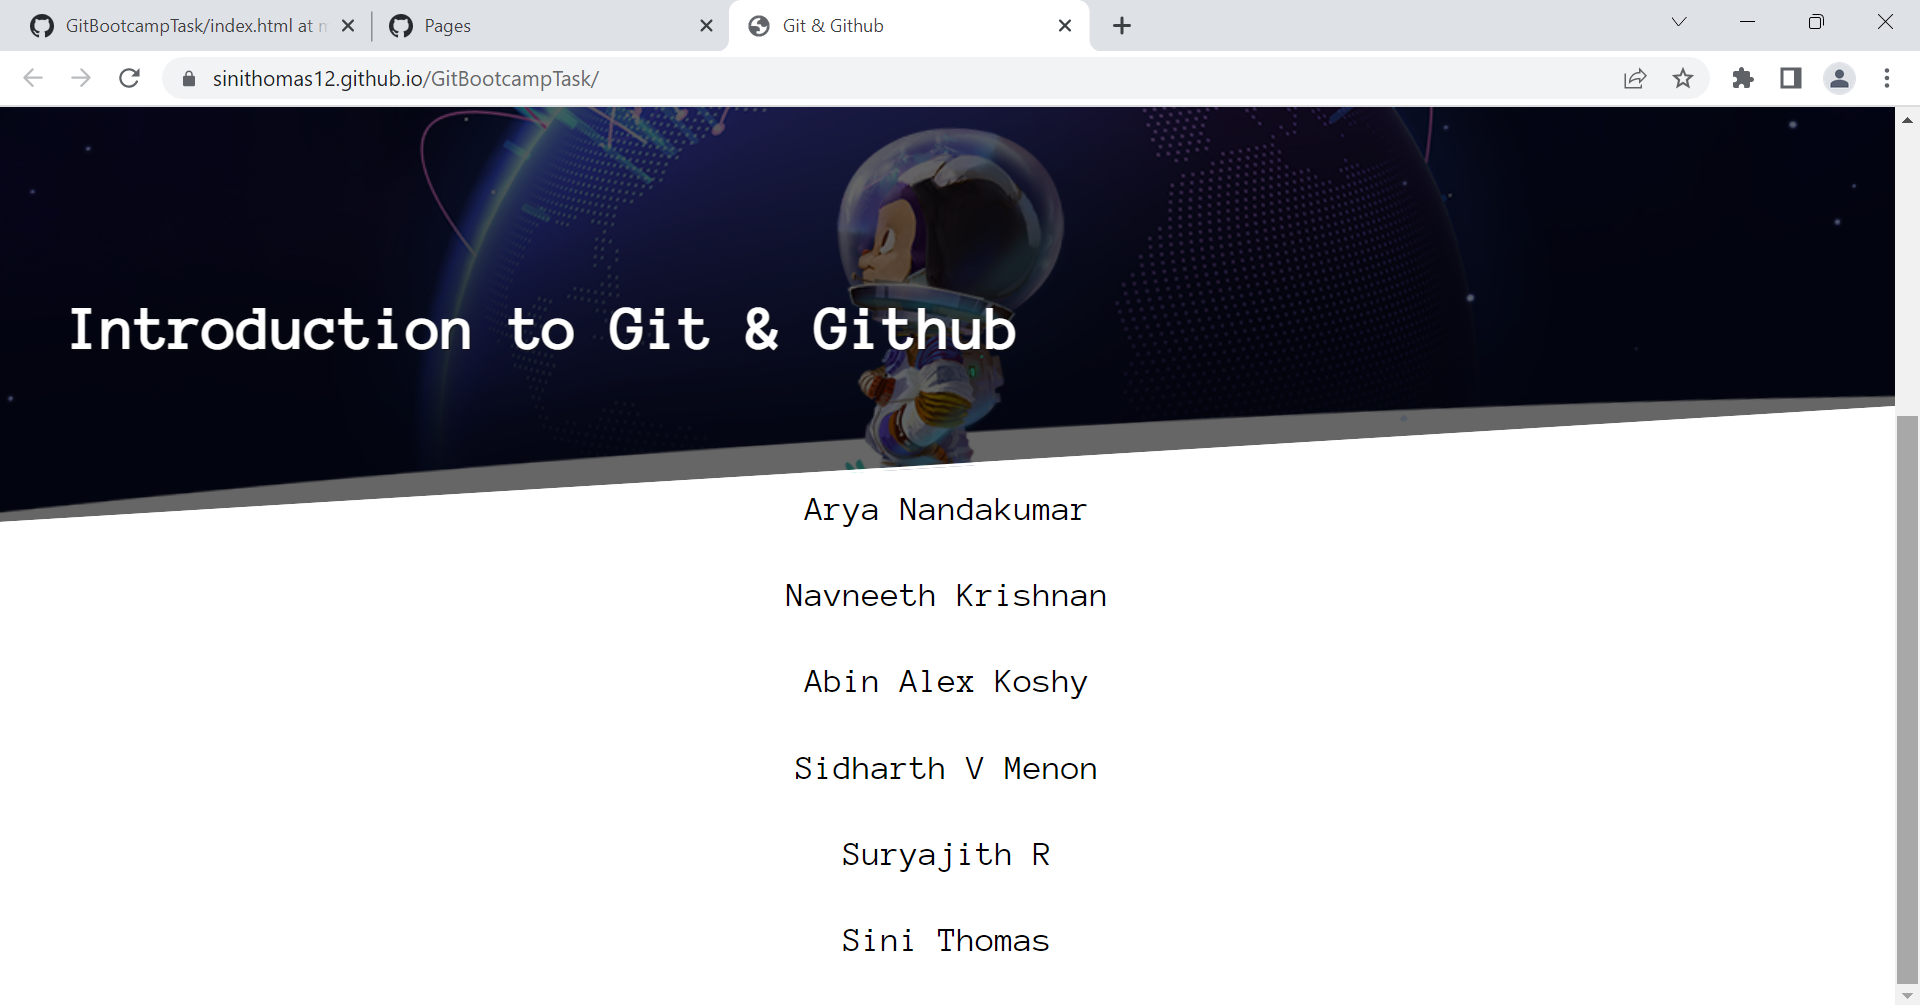 GitBootcampTask/index.html at
Pages
Git & Github
sinithomas12.github.io/GitBootcampTask/
Introduction to Git & Github
Arya Nandakumar
Navneeth Krishnan
Abin Alex Koshy
Sidharth V Menon
Suryajith R
Sini Thomas